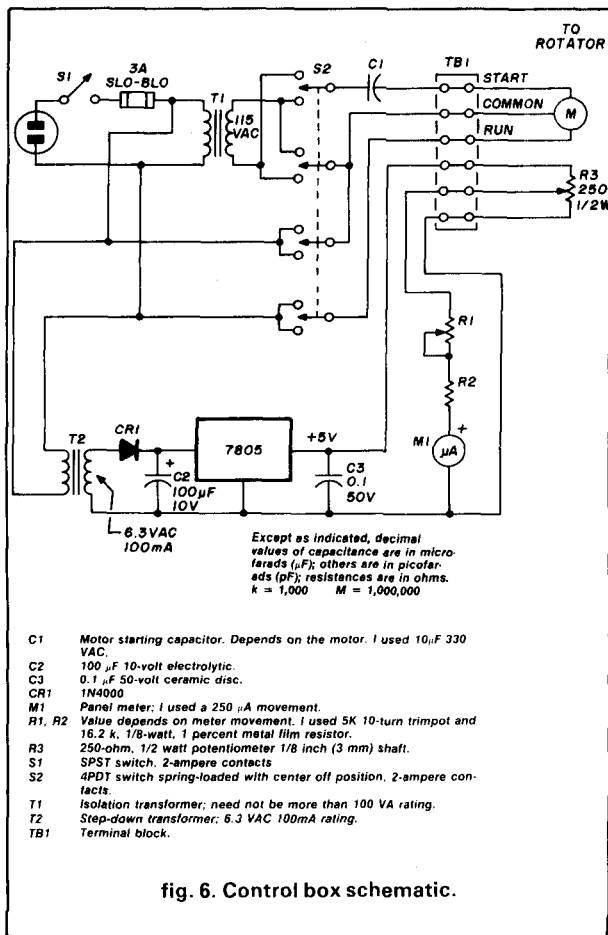 TO
ROTATOR
S1
3A
SLO-BLO
T1
115
VAC
S2
C1
TB1
START
COMMON
RUN
M
R3
250
1/2W
R1
R2
M1
+
μA
T2
CR1
+
C2
100μF
10V
7805
+5V
C3
0.1
50V
6.3VAC
100mA
Except as indicated, decimal
values of capacitance are in micro-
farads (μF); others are in picofar-
ads (pF); resistances are in ohms.
k = 1,000 M = 1,000,000
C1 Motor starting capacitor. Depends on the motor. I used 10μF 330
VAC.
C2 100 μF 10-volt electrolytic.
C3 0.1 μF 50-volt ceramic disc.
CR1 1N4000
M1 Panel meter; I used a 250 μA movement.
R1, R2 Value depends on meter movement. I used 5K 10-turn trimpot and
16.2 k, 1/8-watt, 1 percent metal film resistor.
R3 250-ohm, 1/2 watt potentiometer 1/8 inch (3 mm) shaft.
S1 SPST switch, 2-ampere contacts
S2 4PDT switch spring-loaded with center off position, 2-ampere con-
tacts.
T1 Isolation transformer; need not be more than 100 VA rating.
T2 Step-down transformer; 6.3 VAC 100mA rating.
TB1 Terminal block.
fig. 6. Control box schematic.